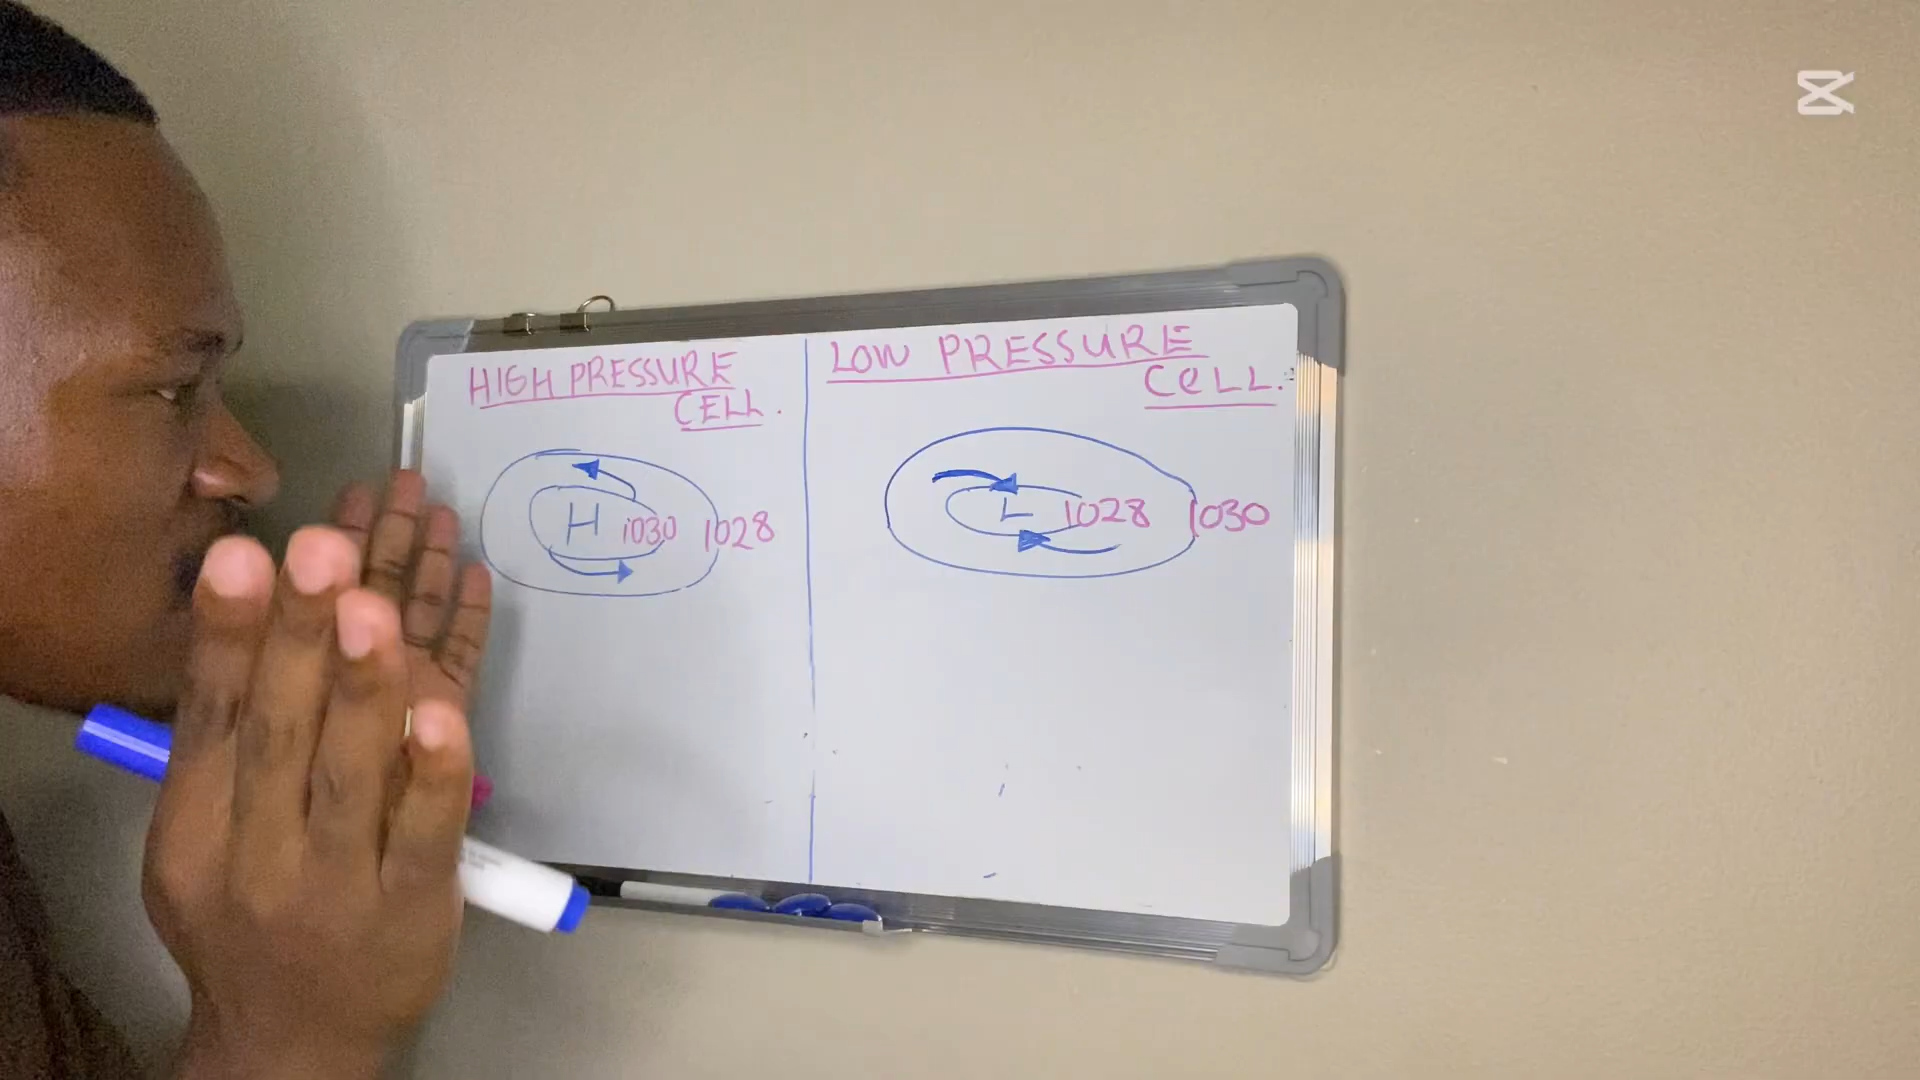 HIGH PRESSURE
CELL.
H 1030 1028
LOW PRESSURE
CELL.
L 1028 1030